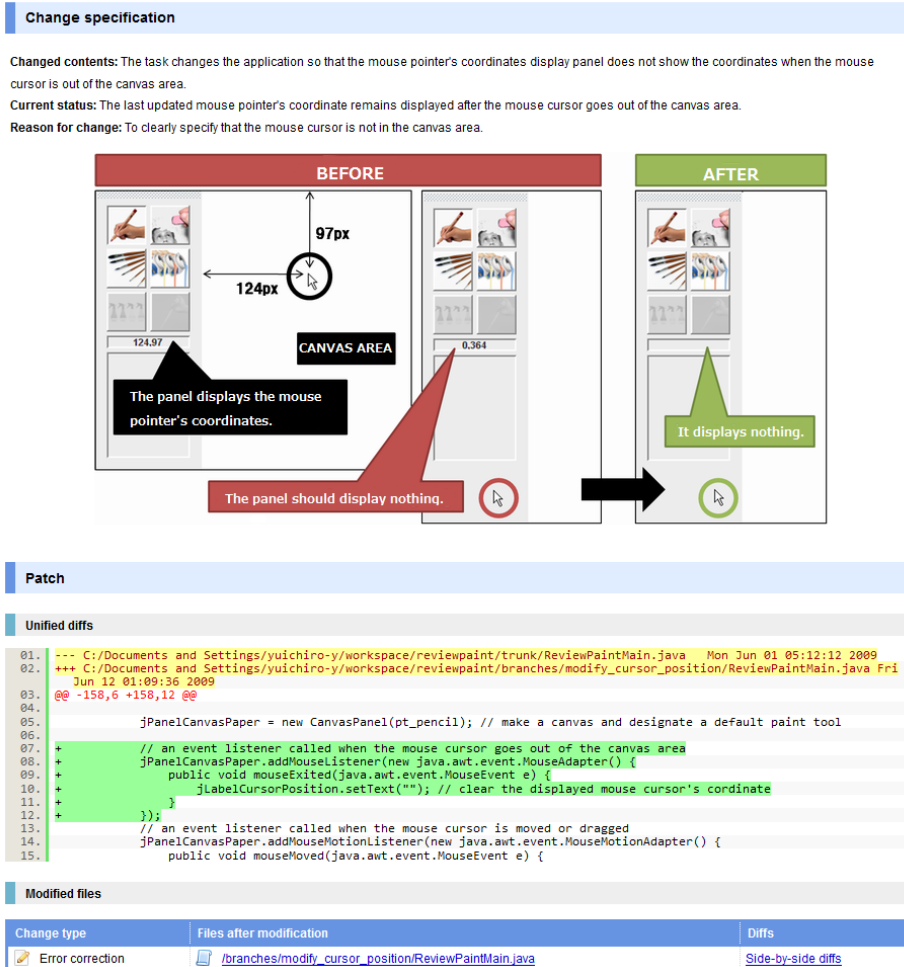 Change specification
Changed contents: The task changes the application so that the mouse pointer's coordinates display panel does not show the coordinates when the mouse
cursor is out of the canvas area.
Current status: The last updated mouse pointer's coordinate remains displayed after the mouse cursor goes out of the canvas area.
Reason for change: To clearly specify that the mouse cursor is not in the canvas area.
BEFORE
AFTER
97px
124px
124,97
CANVAS AREA
0,364
The panel displays the mouse
pointer's coordinates.
It displays nothing.
The panel should display nothing.
Patch
Unified diffs
01. --- C:/Documents and Settings/yuichiro-y/workspace/reviewpaint/trunk/ReviewPaintMain.java Mon Jun 01 05:12:12 2009
02. +++ C:/Documents and Settings/yuichiro-y/workspace/reviewpaint/branches/modify_cursor_position/ReviewPaintMain.java Fri
Jun 12 01:09:36 2009
03. @@ -158,6 +158,12 @@
04.
05. jPanelCanvasPaper = new CanvasPanel(pt_pencil); // make a canvas and designate a default paint tool
06.
07. + // an event listener called when the mouse cursor goes out of the canvas area
08. + jPanelCanvasPaper.addMouseListener(new java.awt.event.MouseAdapter() {
09. + public void mouseExited(java.awt.event.MouseEvent e) {
10. + jLabelCursorPosition.setText(""); // clear the displayed mouse cursor's cordinate
11. + }
12. + });
13. // an event listener called when the mouse cursor is moved or dragged
14. jPanelCanvasPaper.addMouseMotionListener(new java.awt.event.MouseMotionAdapter() {
15. public void mouseMoved(java.awt.event.MouseEvent e) {
Modified files
Change type Files after modification Diffs
Error correction /branches/modify_cursor_position/ReviewPaintMain.java Side-by-side diffs